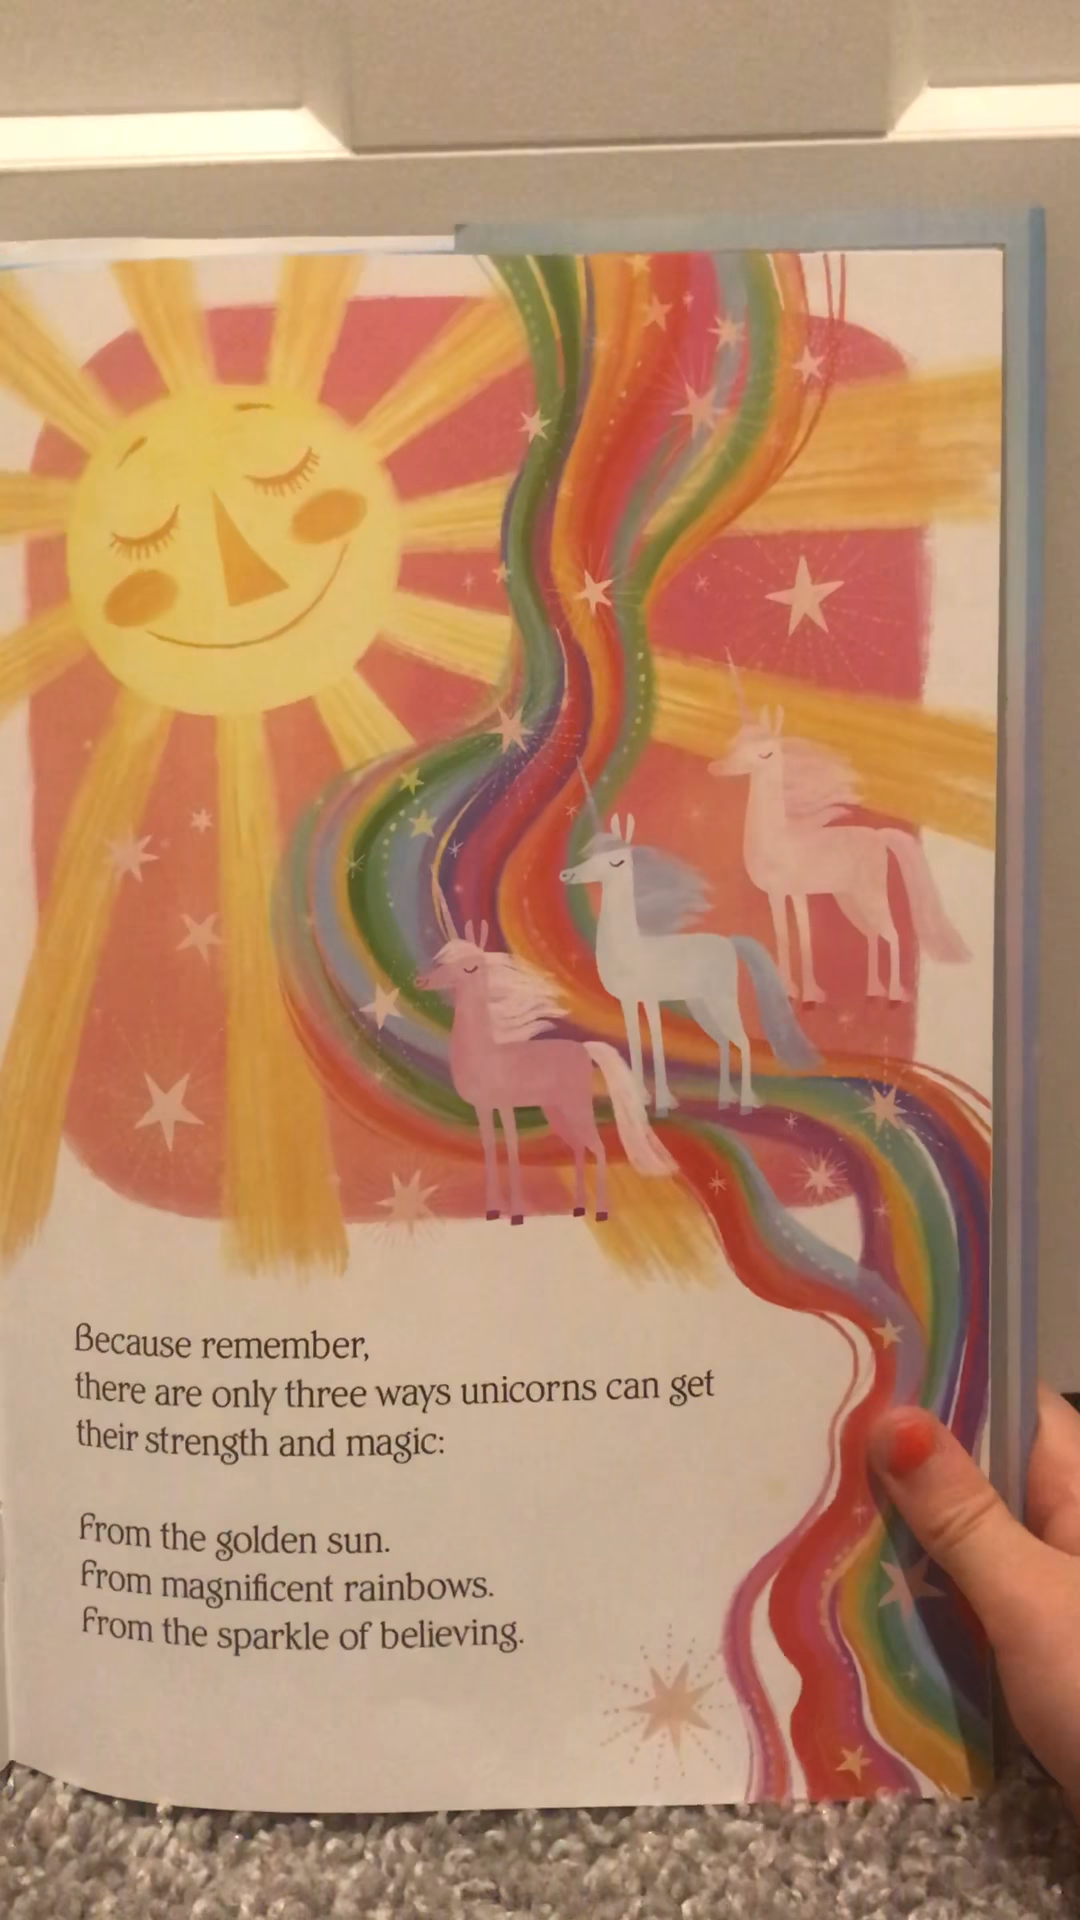 Because remember,
there are only three ways unicorns can get
their strength and magic:
From the golden sun.
From magnificent rainbows.
From the sparkle of believing.